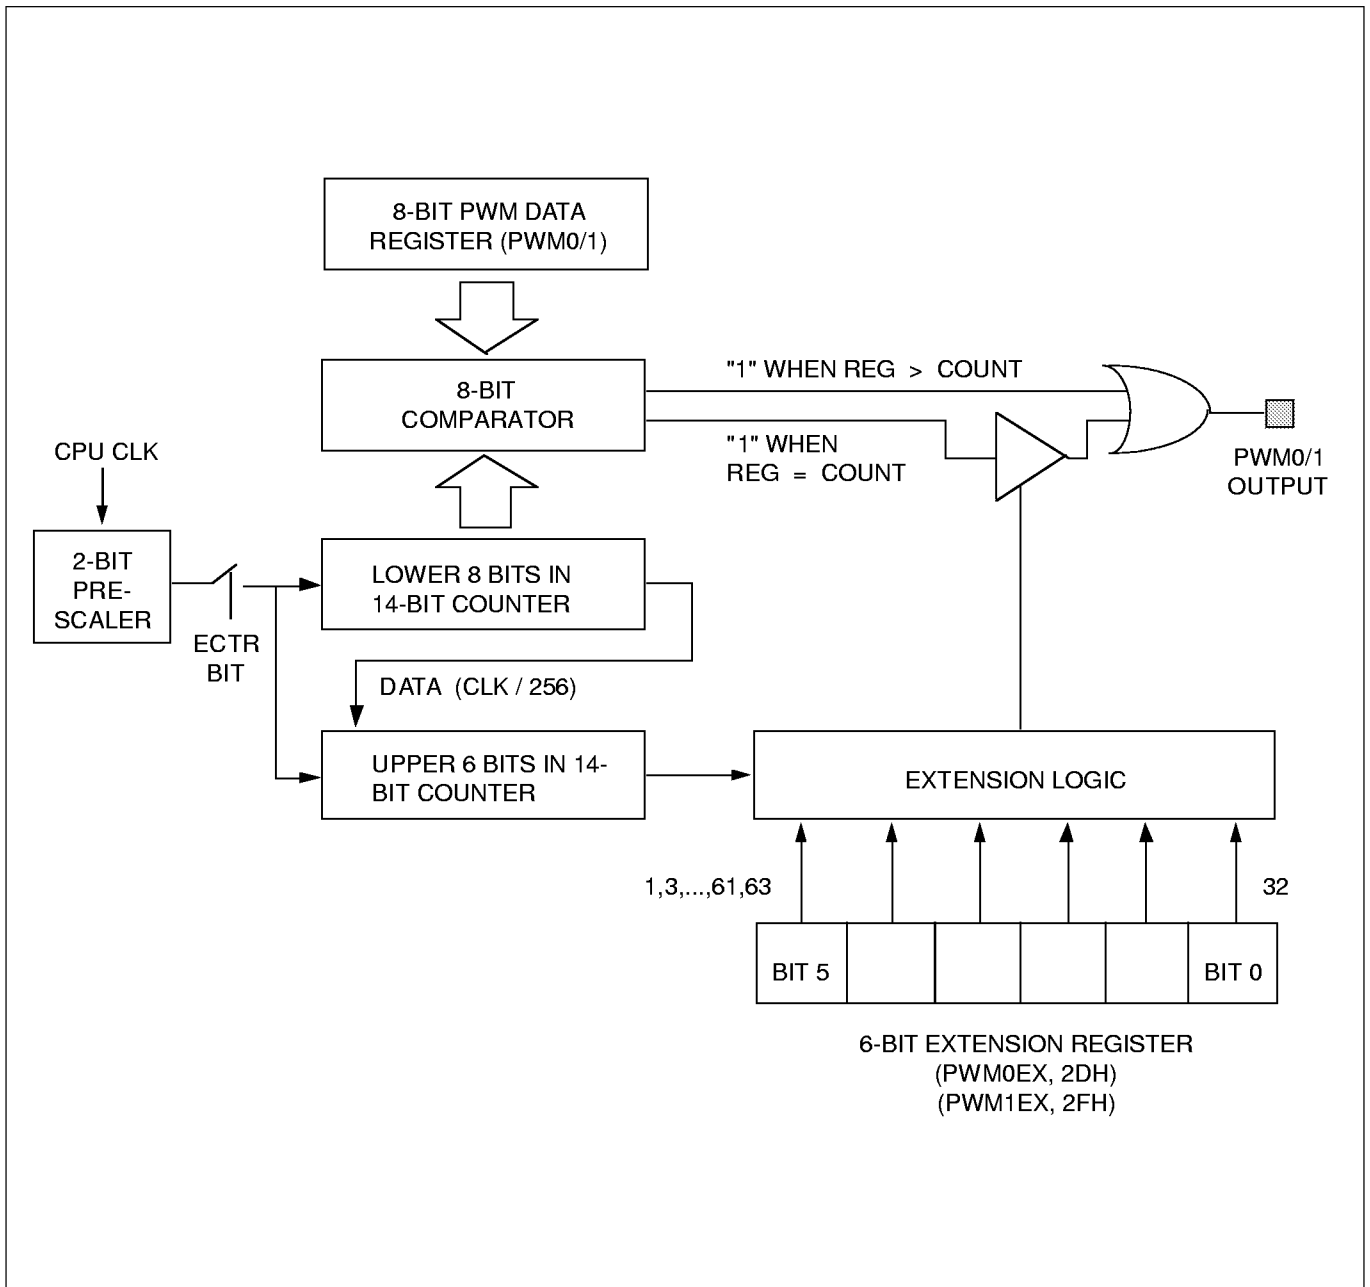 8-BIT PWM DATA
REGISTER (PWM0/1)
8-BIT
COMPARATOR
"1" WHEN REG > COUNT
"1" WHEN
REG = COUNT
PWM0/1
OUTPUT
CPU CLK
2-BIT
PRE-
SCALER
ECTR
BIT
LOWER 8 BITS IN
14-BIT COUNTER
DATA (CLK / 256)
UPPER 6 BITS IN 14-
BIT COUNTER
EXTENSION LOGIC
1,3,...,61,63
32
BIT 5
BIT 0
6-BIT EXTENSION REGISTER
(PWM0EX, 2DH)
(PWM1EX, 2FH)